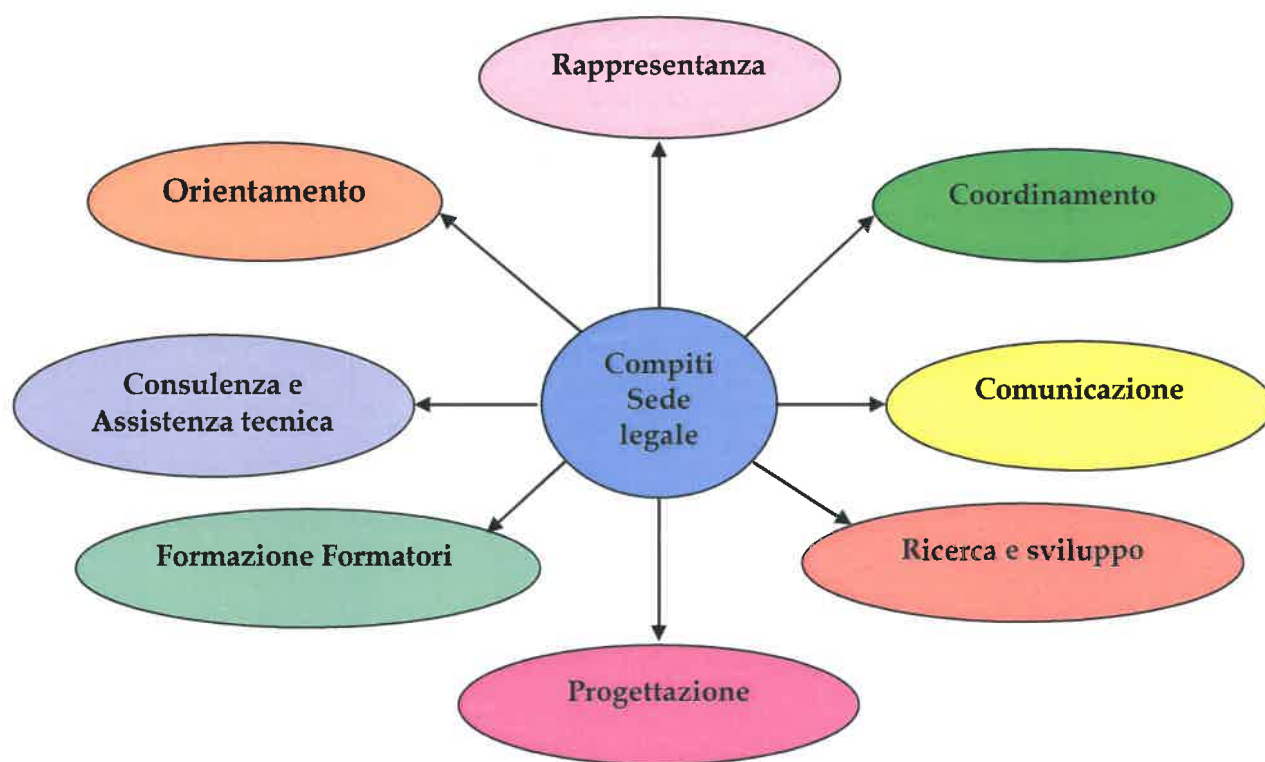 Rappresentanza
Orientamento
Coordinamento
Compiti
Sede
legale
Consulenza e
Assistenza tecnica
Comunicazione
Formazione Formatori
Ricerca e sviluppo
Progettazione